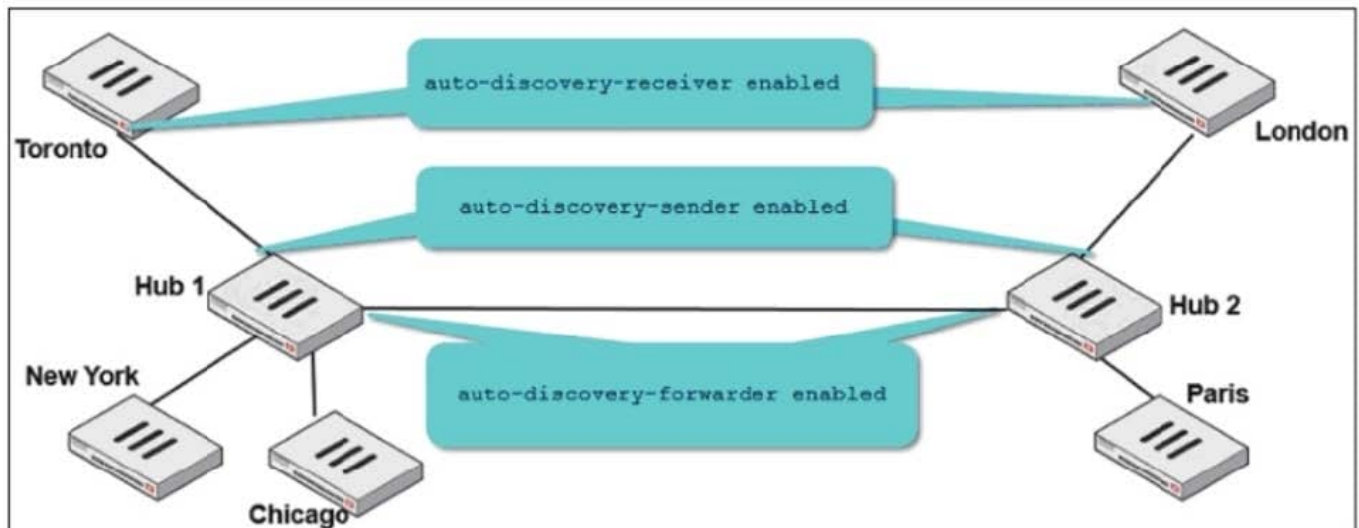 auto-discovery-receiver enabled
Toronto
London
auto-discovery-sender enabled
Hub 1
Hub 2
New York
Paris
auto-discovery-forwarder enabled
Chicago